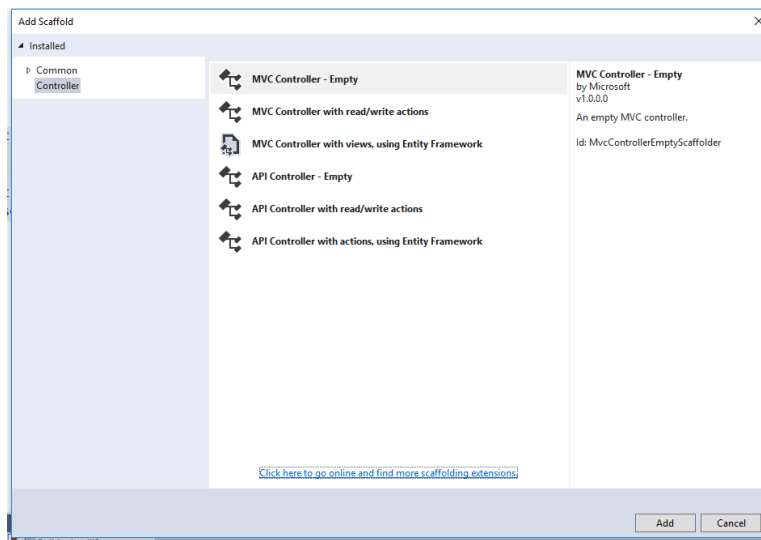 Add Scaffold
Installed
Common
Controller
MVC Controller - Empty
MVC Controller with read/write actions
MVC Controller with views, using Entity Framework
API Controller - Empty
API Controller with read/write actions
API Controller with actions, using Entity Framework
Click here to go online and find more scaffolding extensions.
MVC Controller - Empty
by Microsoft
v1.0.0.0
An empty MVC controller.
Id: MvcControllerEmptyScaffolder
Add
Cancel